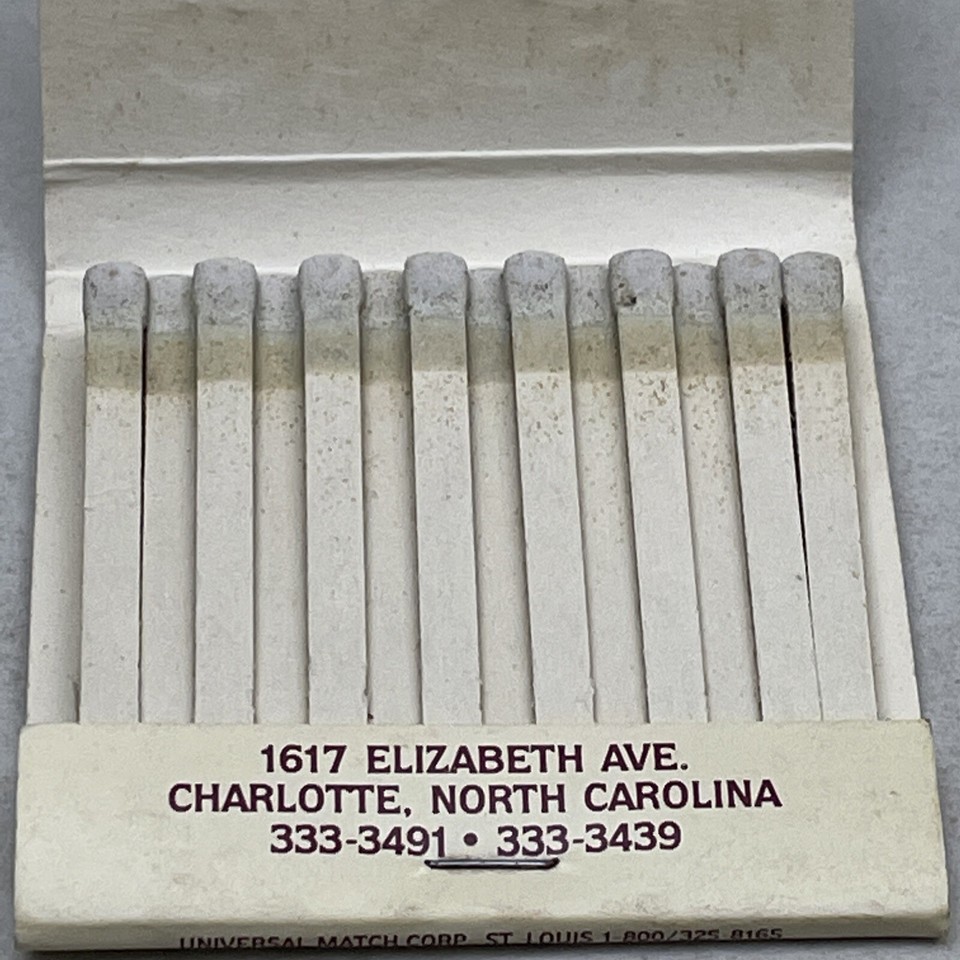 1617 ELIZABETH AVE.
CHARLOTTE, NORTH CAROLINA
333-3491 • 333-3439
UNIVERSAL MATCH CORP. ST. LOUIS 1-800/325-8165